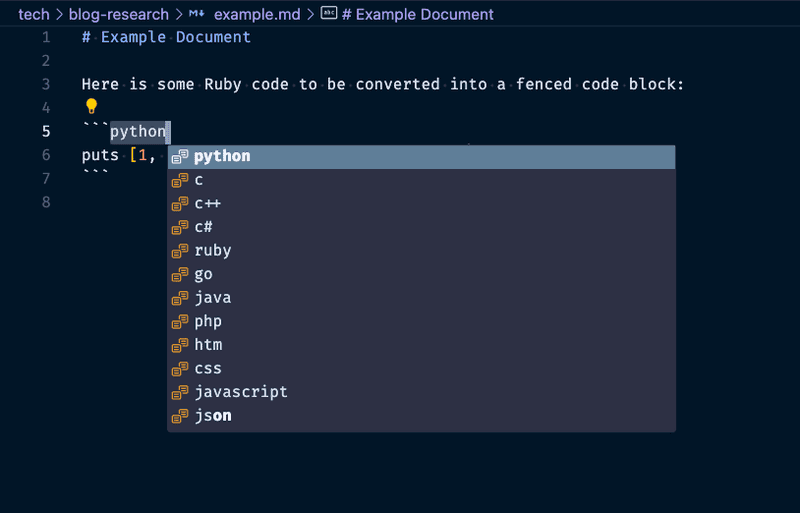 tech > blog-research > example.md > # Example Document
1 # Example Document
2
3 Here is some Ruby code to be converted into a fenced code block:
4
5 ```python
6 puts [1,
7 ```
8
python
c
c++
c#
ruby
go
java
php
htm
css
javascript
json